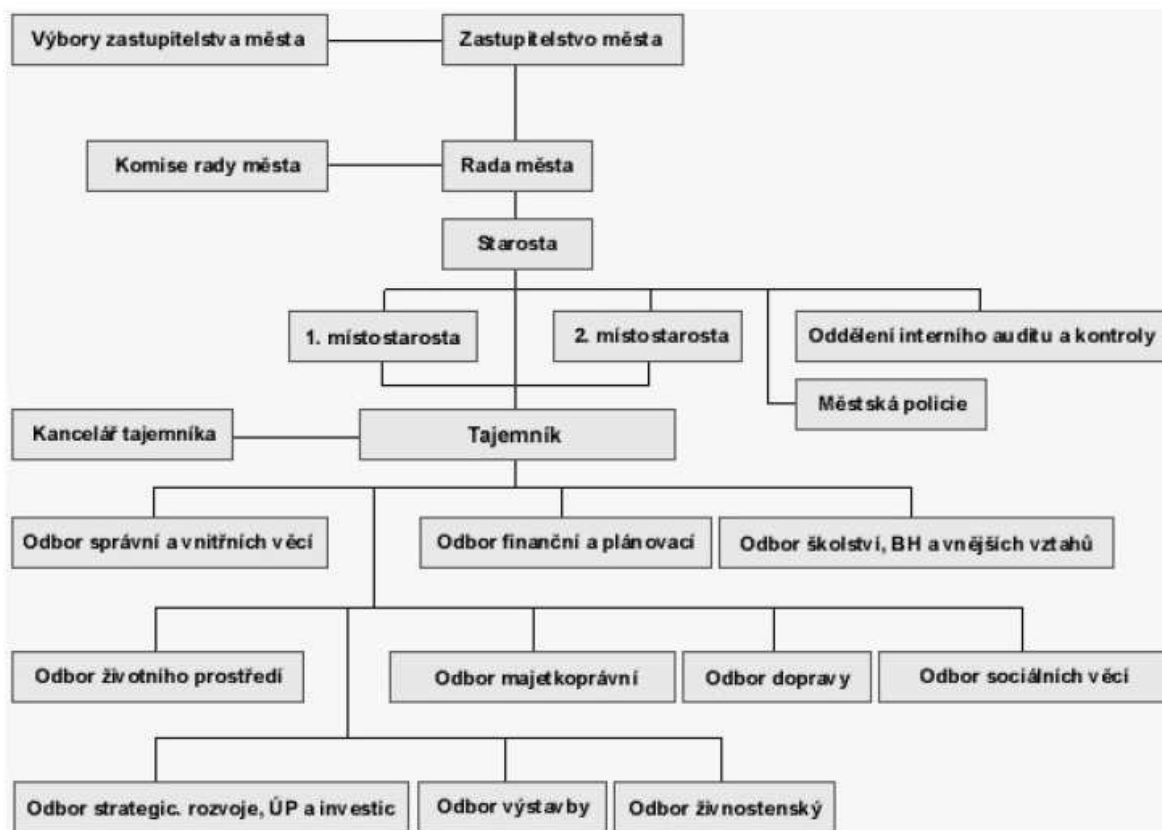 Výbory zastupitelstva města
Zastupitelstvo města
Komise rady města
Rada města
Starosta
1. místostarosta
2. místostarosta
Oddělení interního auditu a kontroly
Městská policie
Kancelář tajemníka
Tajemník
Odbor správní a vnitřních věcí
Odbor finanční a plánovací
Odbor školství, BH a vnějších vztahů
Odbor životního prostředí
Odbor majetkoprávní
Odbor dopravy
Odbor sociálních věcí
Odbor strategic. rozvoje, ÚP a investic
Odbor výstavby
Odbor živnostenský